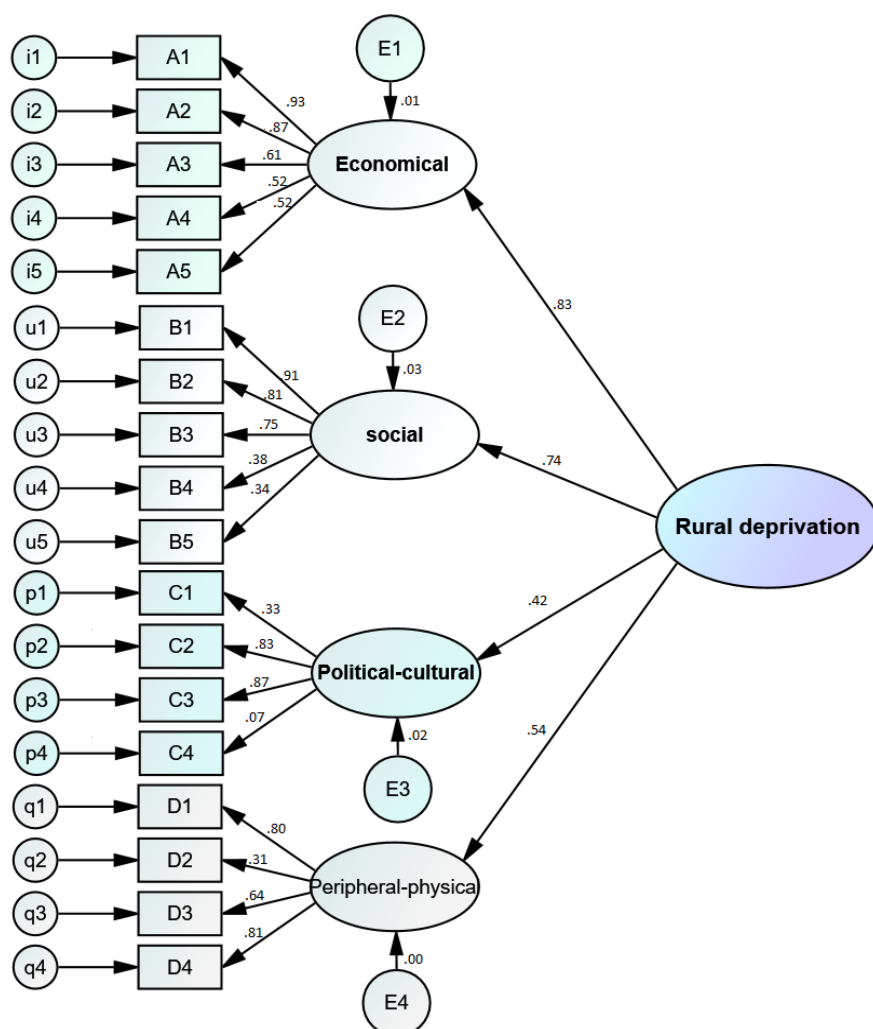 i1
A1
E1
.93
.01
i2
A2
.87
i3
A3
.61
Economical
i4
A4
.52
i5
A5
.52
.83
u1
B1
E2
.91
.03
u2
B2
.81
u3
B3
.75
social
u4
B4
.38
u5
B5
.34
.74
Rural deprivation
p1
C1
.33
.42
p2
C2
.83
p3
C3
.87
Political-cultural
p4
C4
.07
.02
E3
.54
q1
D1
.80
q2
D2
.31
Peripheral-physical
q3
D3
.64
q4
D4
.81
.00
E4